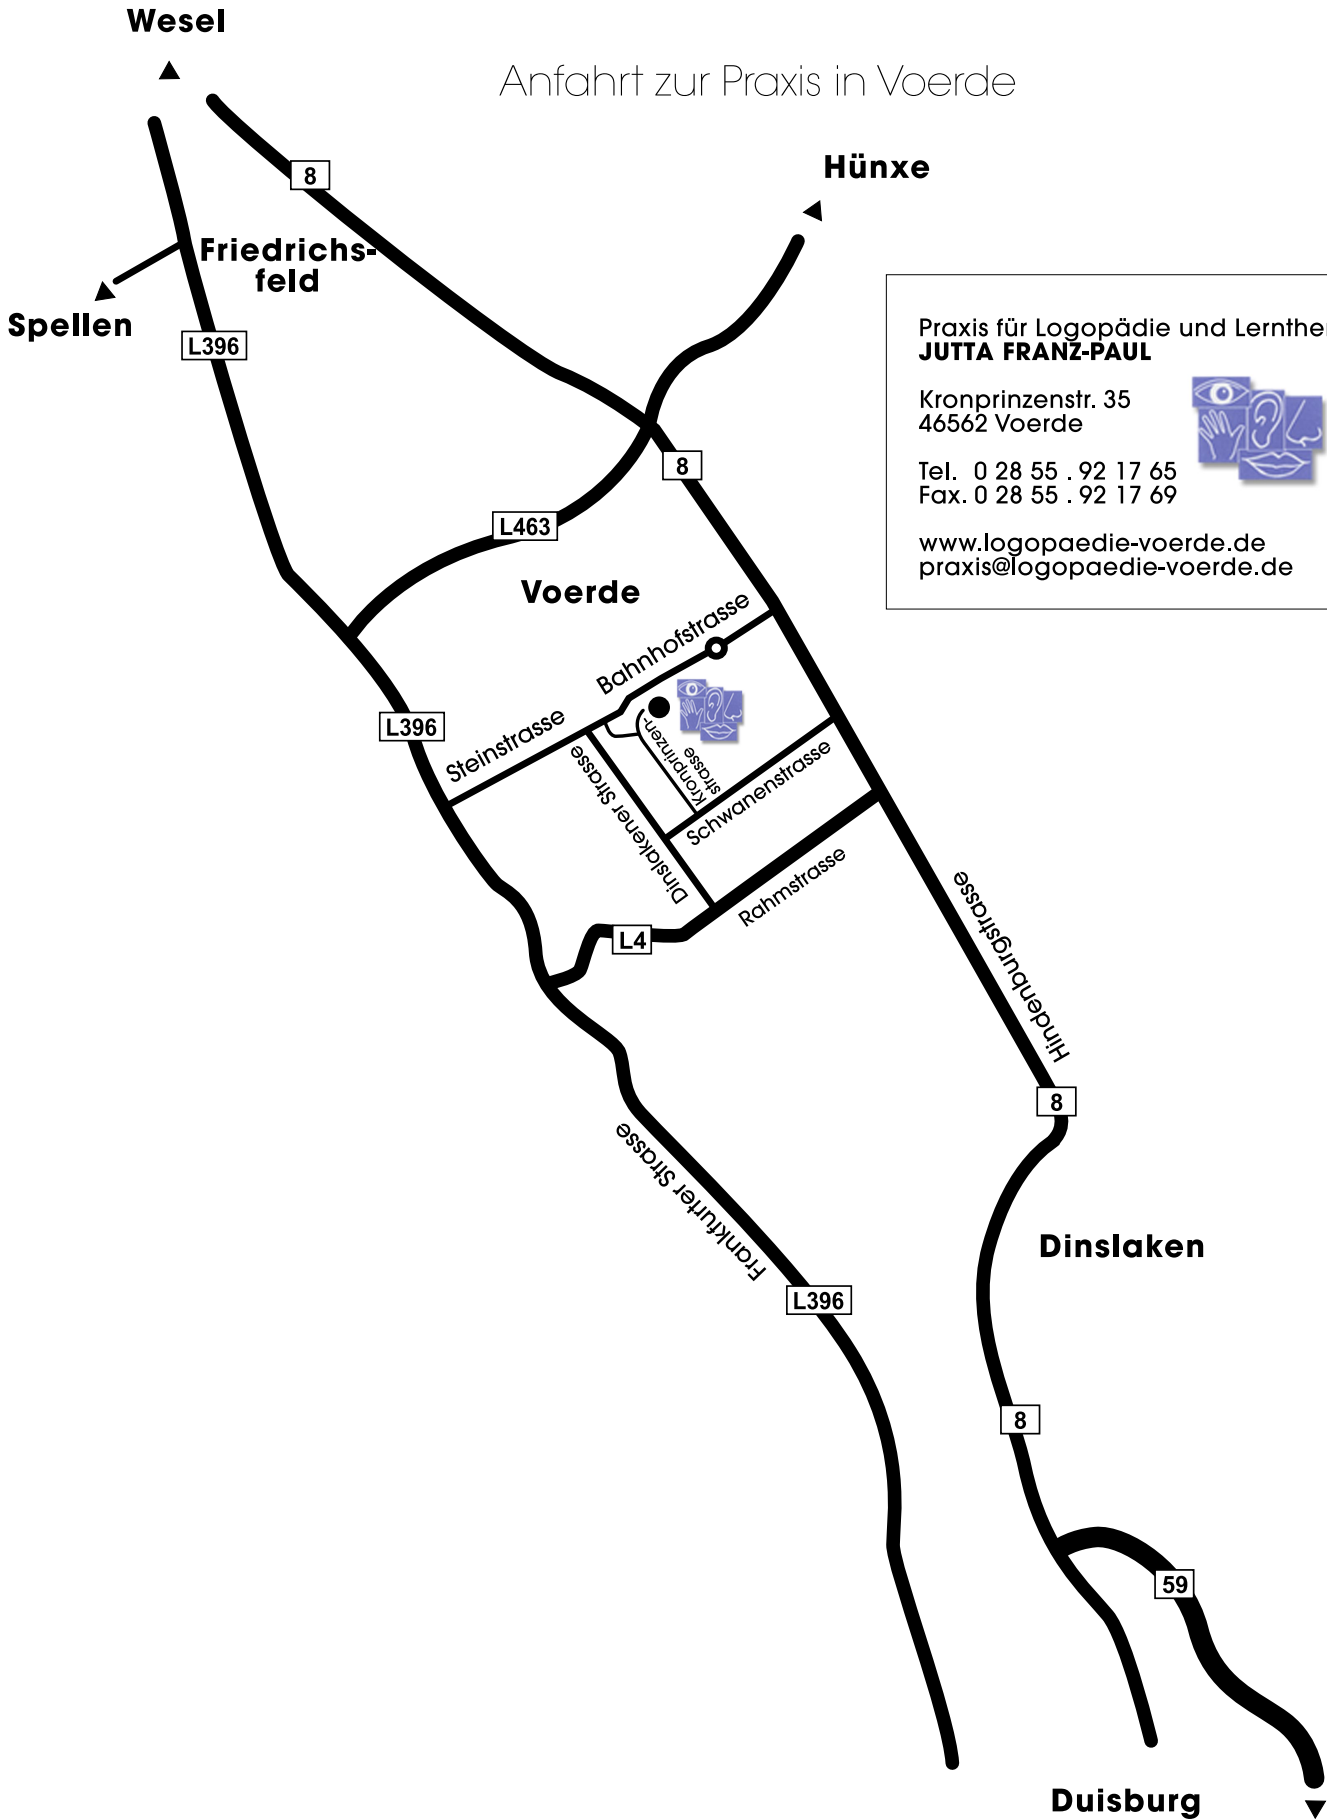 Wesel
Anfahrt zur Praxis in Voerde
Hünxe
8
Friedrichs-
feld
Spellen
L396
Praxis für Logopädie und Lernthe
JUTTA FRANZ-PAUL
Kronprinzenstr. 35
46562 Voerde
Tel. 0 28 55 . 92 17 65
Fax. 0 28 55 . 92 17 69
www.logopaedie-voerde.de
praxis@logopaedie-voerde.de
8
L463
Voerde
Bahnhofstrasse
L396
Steinstrasse
Kronprinzen-
strasse
Dinslakener Strasse
Schwanenstrasse
Rahmstrasse
L4
Hindenburgstrasse
8
Frankfurter Strasse
Dinslaken
L396
8
59
Duisburg